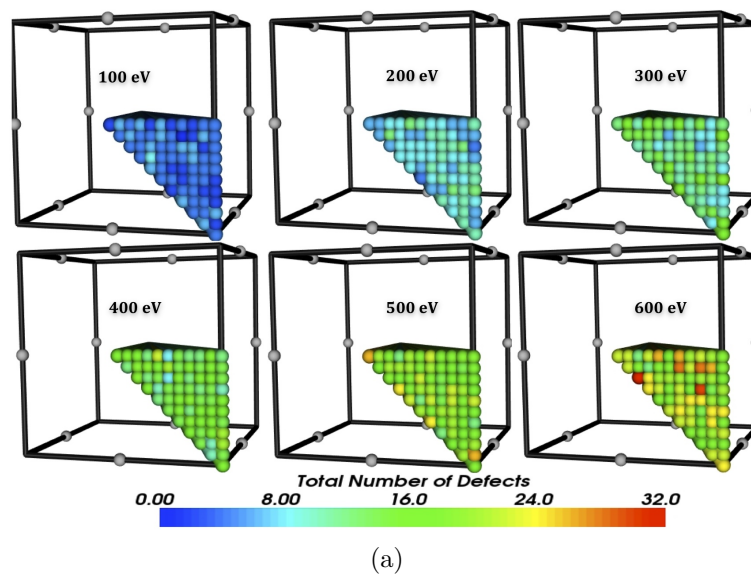 100 eV 200 eV 300 eV
400 eV 500 eV 600 eV
Total Number of Defects
0.00 8.00 16.0 24.0 32.0
(a)